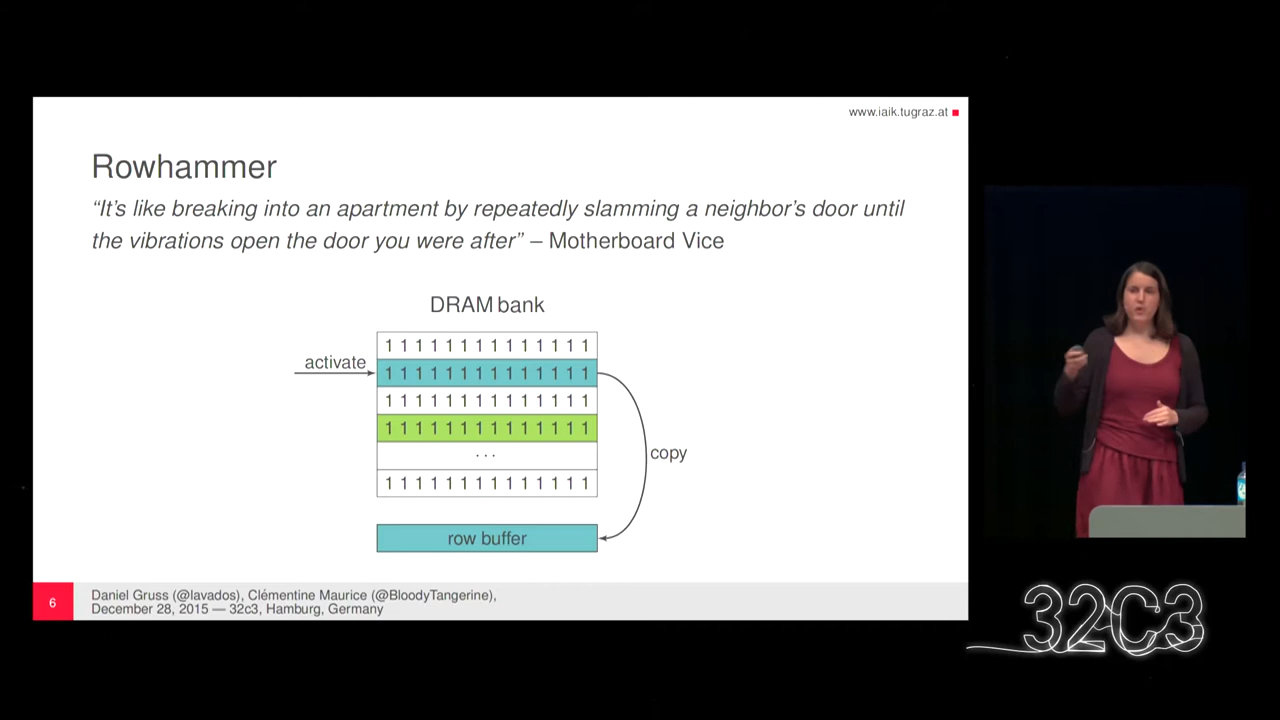 www.iaik.tugraz.at
Rowhammer
“It’s like breaking into an apartment by repeatedly slamming a neighbor’s door until
the vibrations open the door you were after” – Motherboard Vice
DRAM bank
1 1 1 1 1 1 1 1 1 1 1 1 1 1
activate
1 1 1 1 1 1 1 1 1 1 1 1 1 1
1 1 1 1 1 1 1 1 1 1 1 1 1 1
1 1 1 1 1 1 1 1 1 1 1 1 1 1
. . .
copy
1 1 1 1 1 1 1 1 1 1 1 1 1 1
row buffer
6
Daniel Gruss (@lavados), Clémentine Maurice (@BloodyTangerine),
December 28, 2015 — 32c3, Hamburg, Germany
32C3